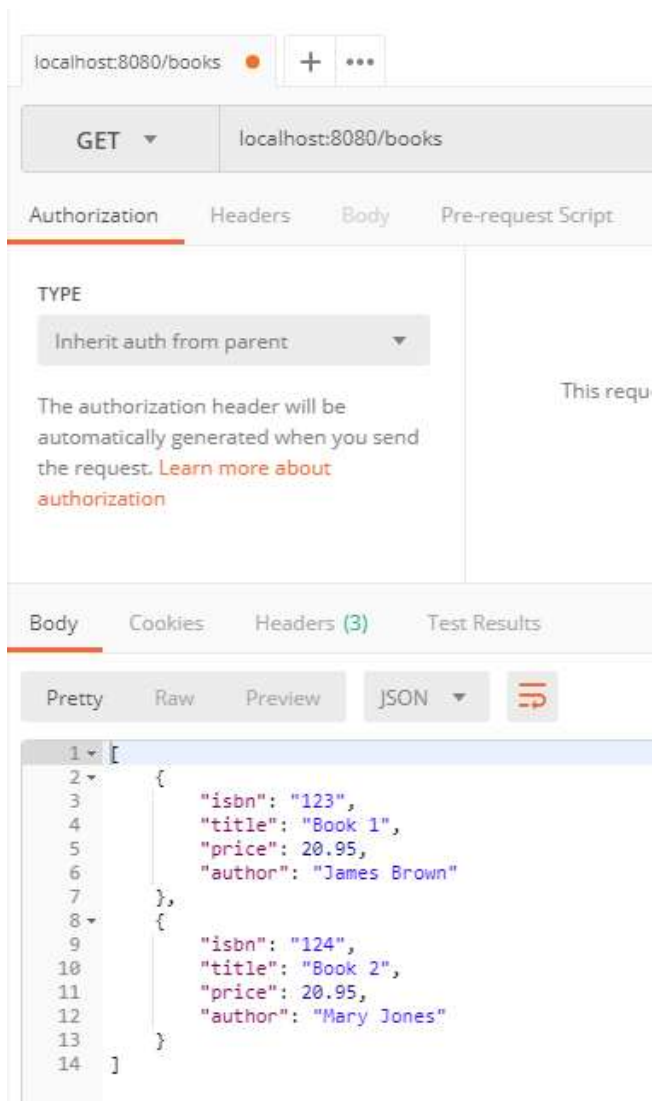 localhost:8080/books + •••
GET localhost:8080/books
Authorization Headers Body Pre-request Script
TYPE
Inherit auth from parent
This requ
The authorization header will be
automatically generated when you send
the request. Learn more about
authorization
Body Cookies Headers (3) Test Results
Pretty Raw Preview JSON
1 [
2 {
3 "isbn": "123",
4 "title": "Book 1",
5 "price": 20.95,
6 "author": "James Brown"
7 },
8 {
9 "isbn": "124",
10 "title": "Book 2",
11 "price": 20.95,
12 "author": "Mary Jones"
13 }
14 ]